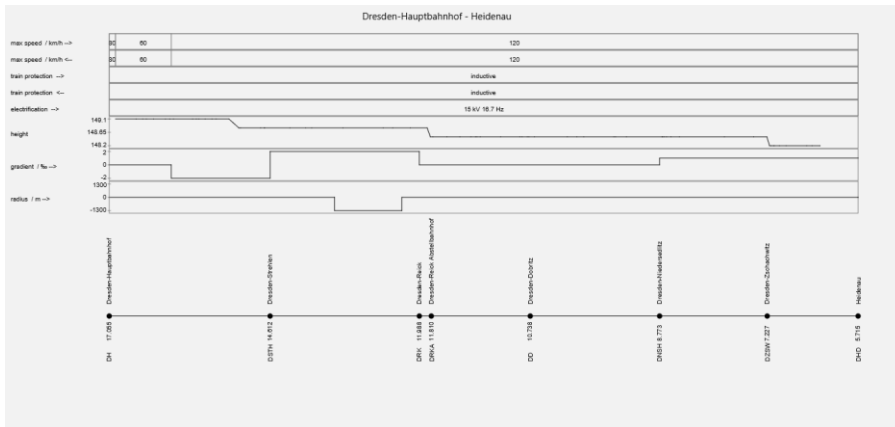 Dresden-Hauptbahnhof - Heidenau
max speed / km/h --> 80 60 120
max speed / km/h <-- 80 60 120
train protection --> inductive
train protection <-- inductive
electrification --> 15 kV 16.7 Hz
height 149.1
148.65
148.2
gradient / ‰ --> 2
0
-2
radius / m --> 1300
0
-1300
DH 17.055 Dresden-Hauptbahnhof
DSTH 14.612 Dresden-Strehlen
DRK 11.988 Dresden-Reick
DRKA 11.810 Dresden-Reick Abstellbahnhof
DD 10.738 Dresden-Dobritz
DNSH 8.773 Dresden-Niedersedlitz
DZSW 7.227 Dresden-Zschachwitz
DHD 5.715 Heidenau